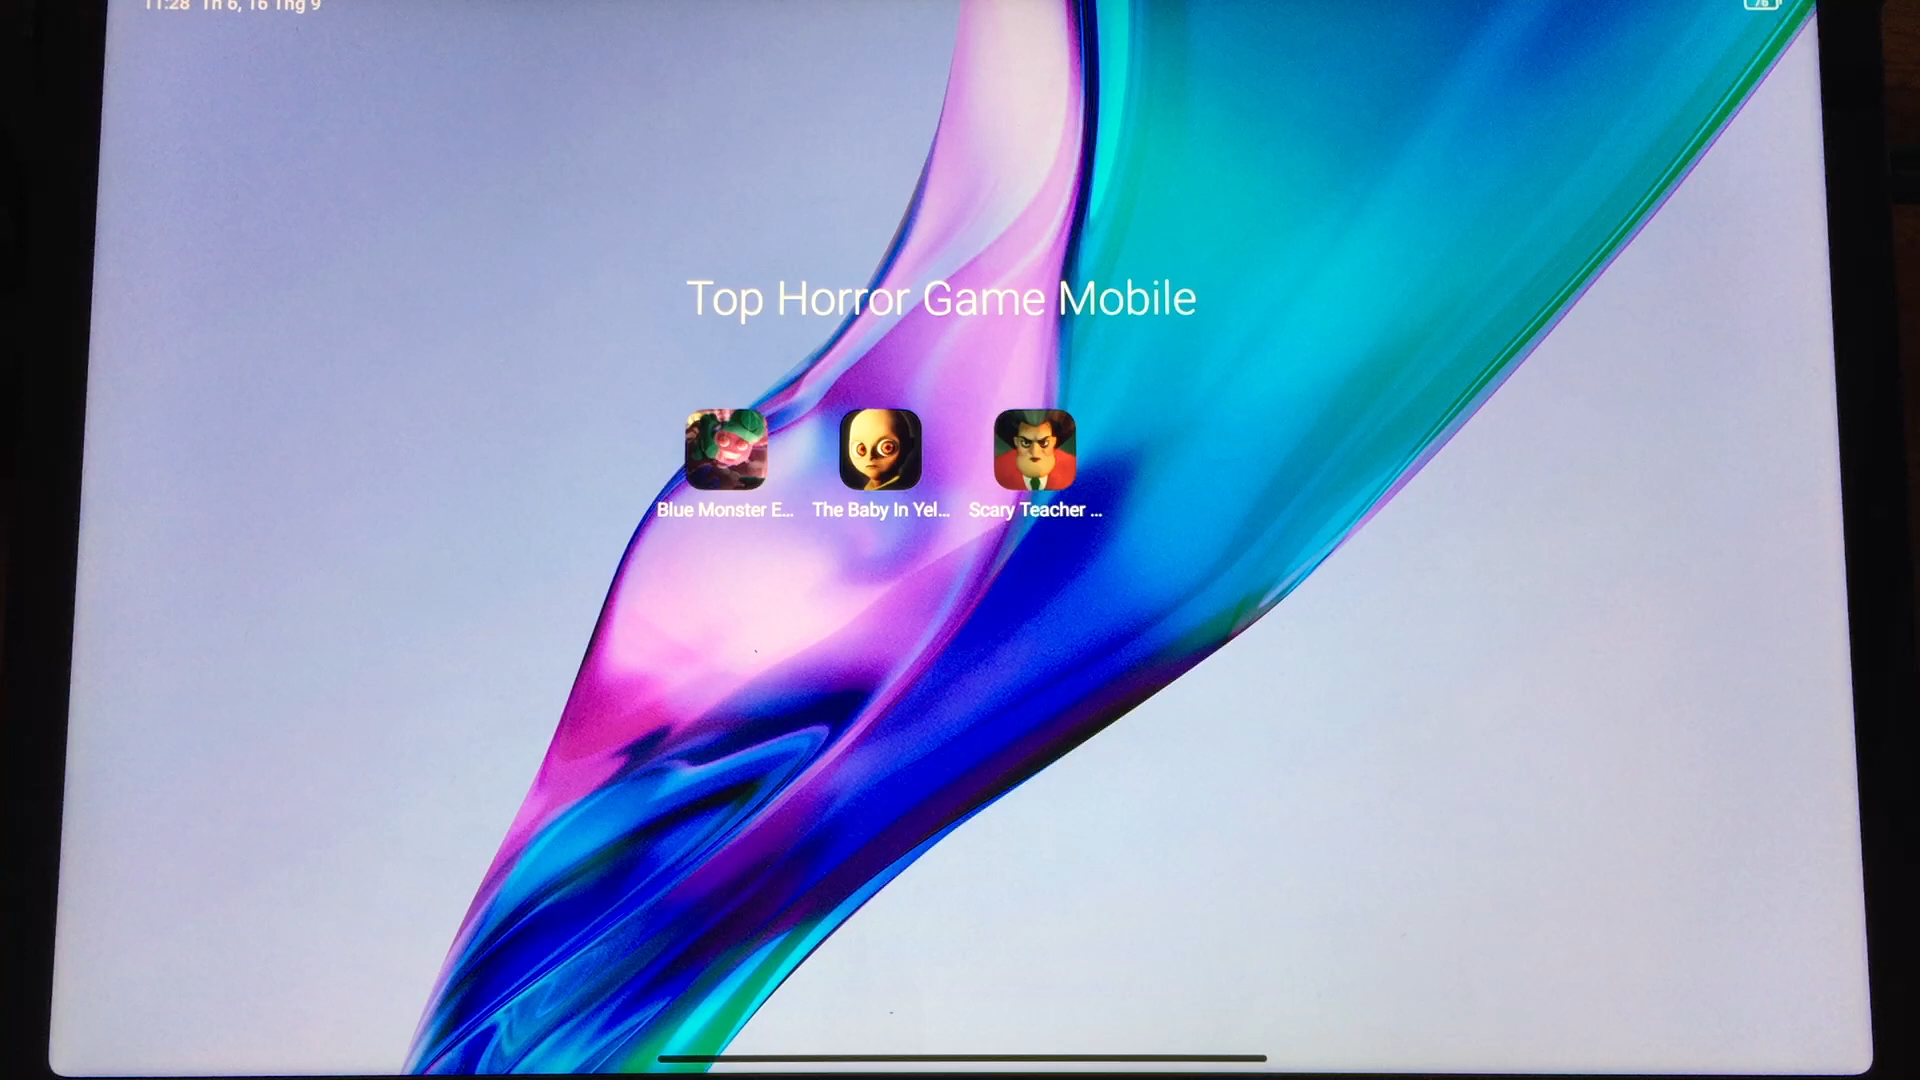 11:28 Th 6, 16 Thg 9
76
Top Horror Game Mobile
Blue Monster E...
The Baby In Yel...
Scary Teacher ...